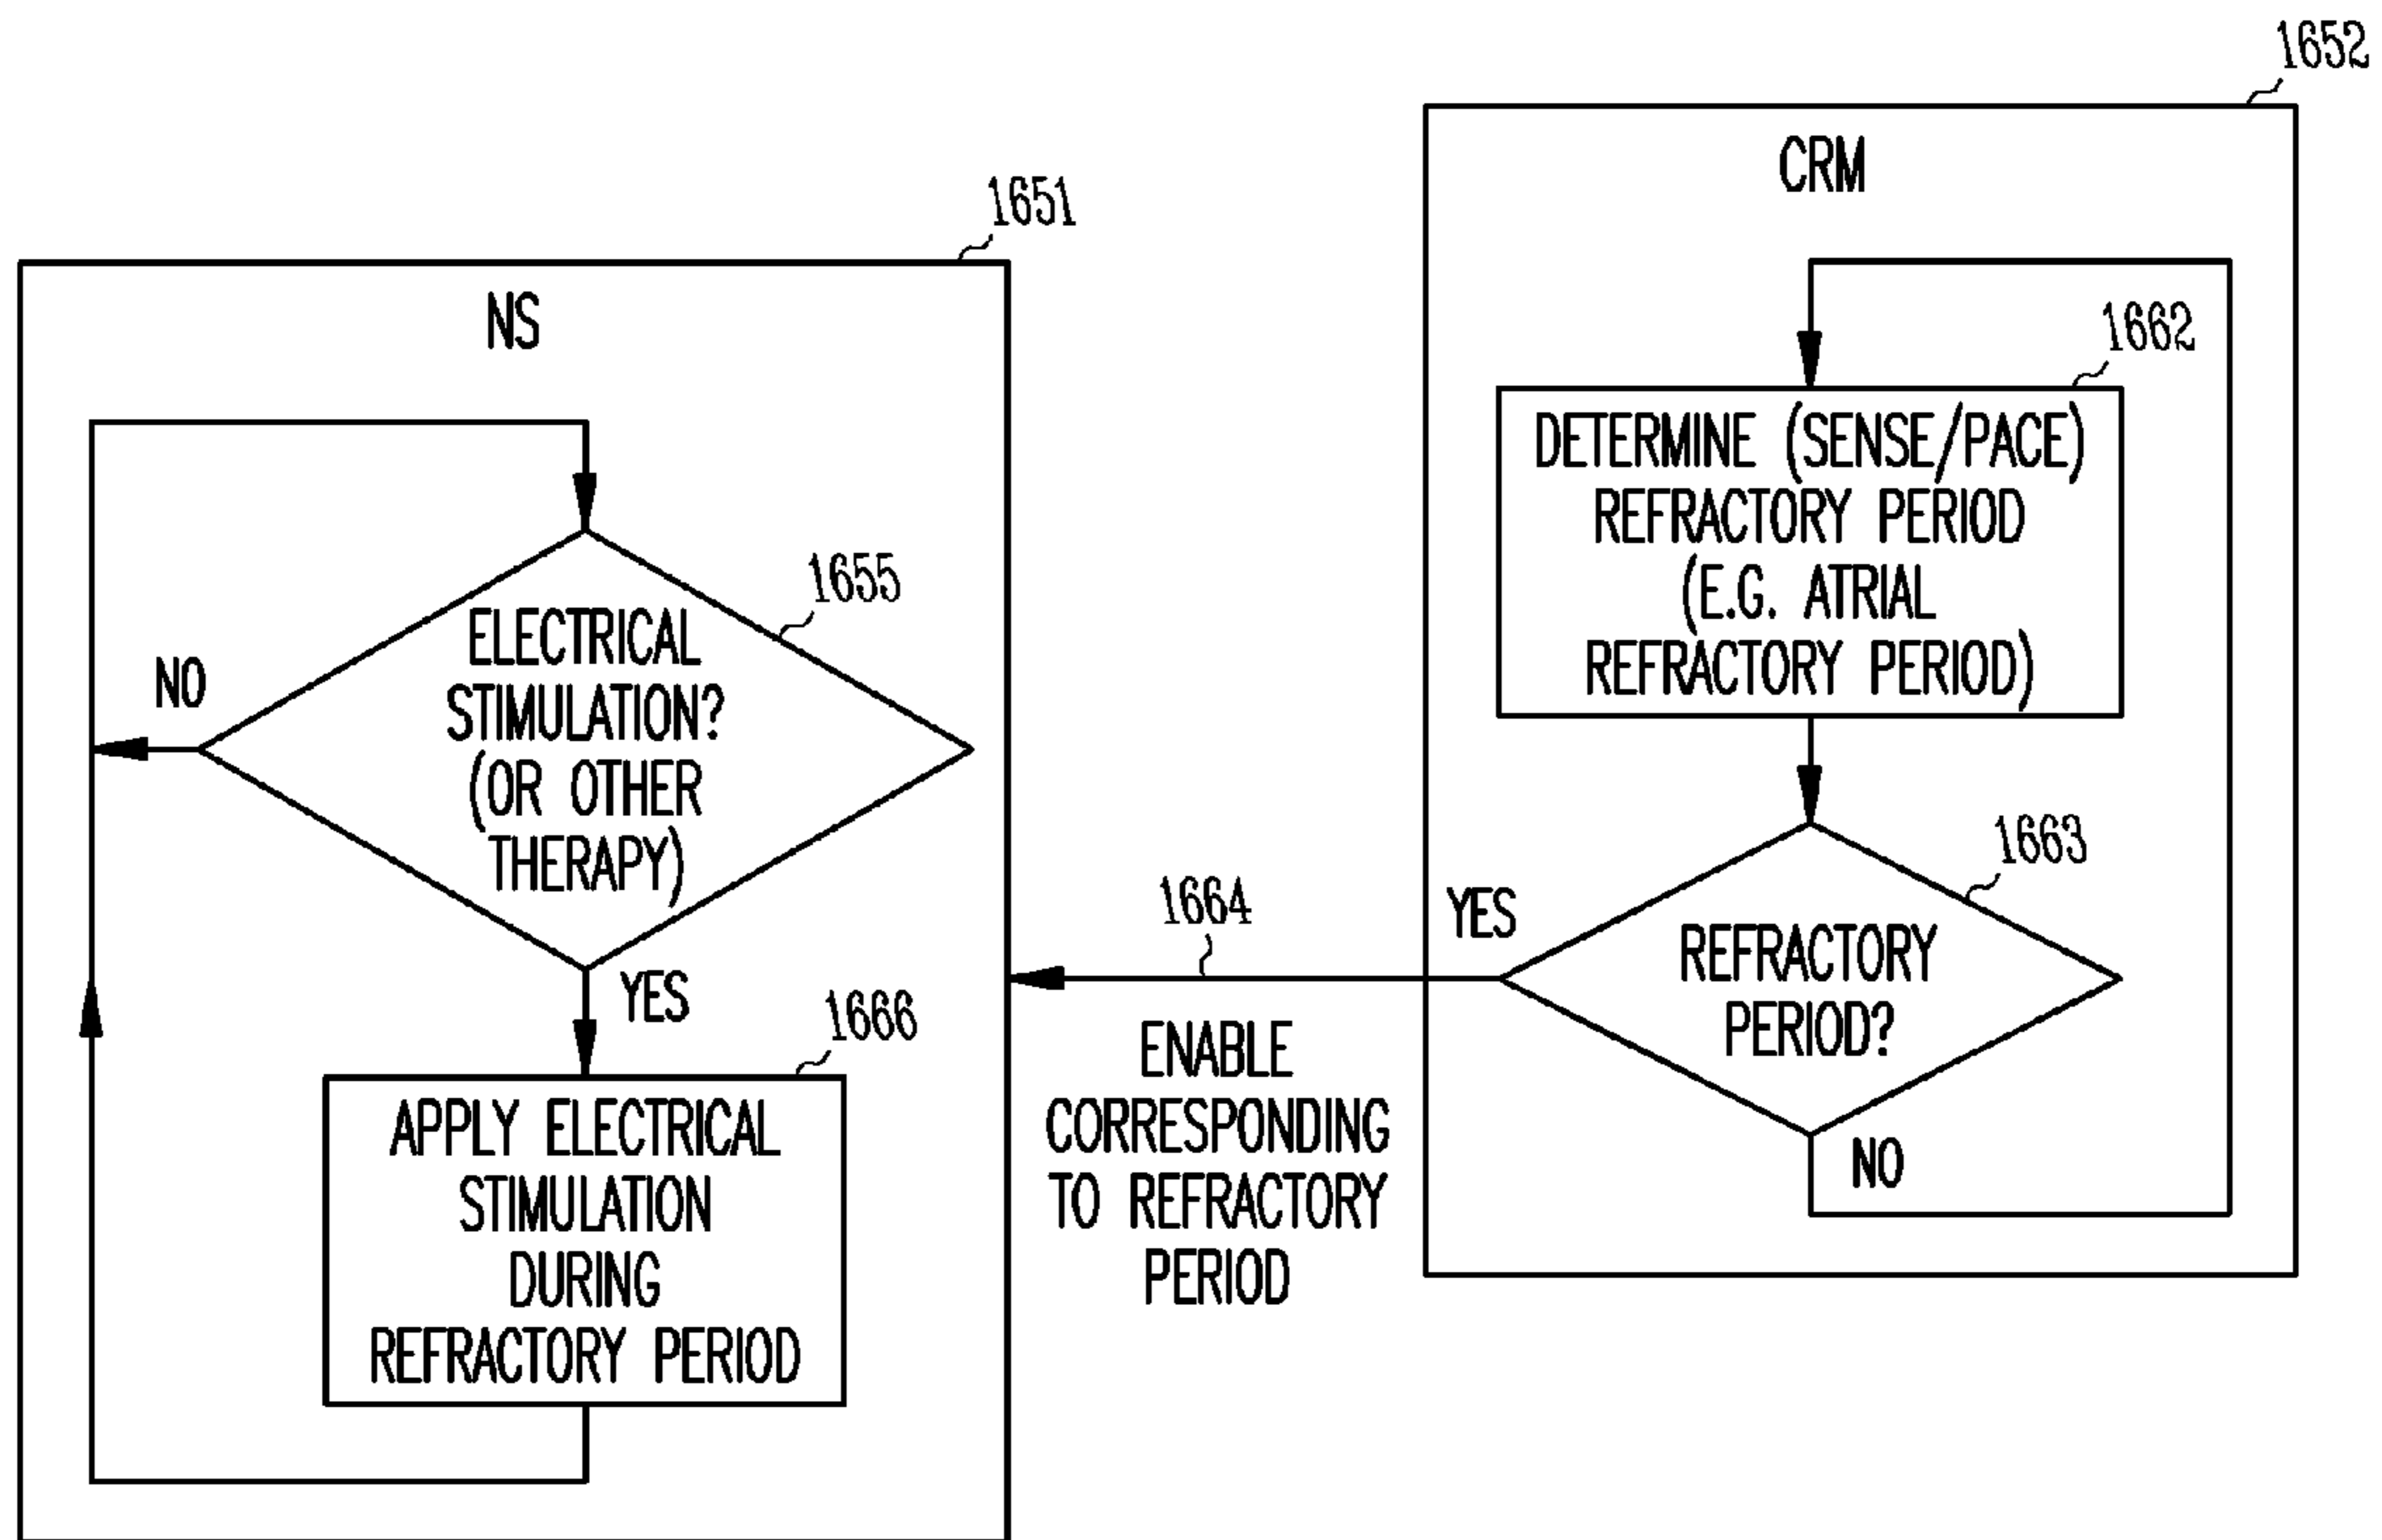 1652
CRM
1651
NS
1662
DETERMINE (SENSE/PACE)
REFRACTORY PERIOD
(E.G. ATRIAL
REFRACTORY PERIOD)
1655
ELECTRICAL
STIMULATION?
(OR OTHER
THERAPY)
NO
YES
1663
REFRACTORY
PERIOD?
YES
NO
1664
ENABLE
CORRESPONDING
TO REFRACTORY
PERIOD
1666
APPLY ELECTRICAL
STIMULATION
DURING
REFRACTORY PERIOD